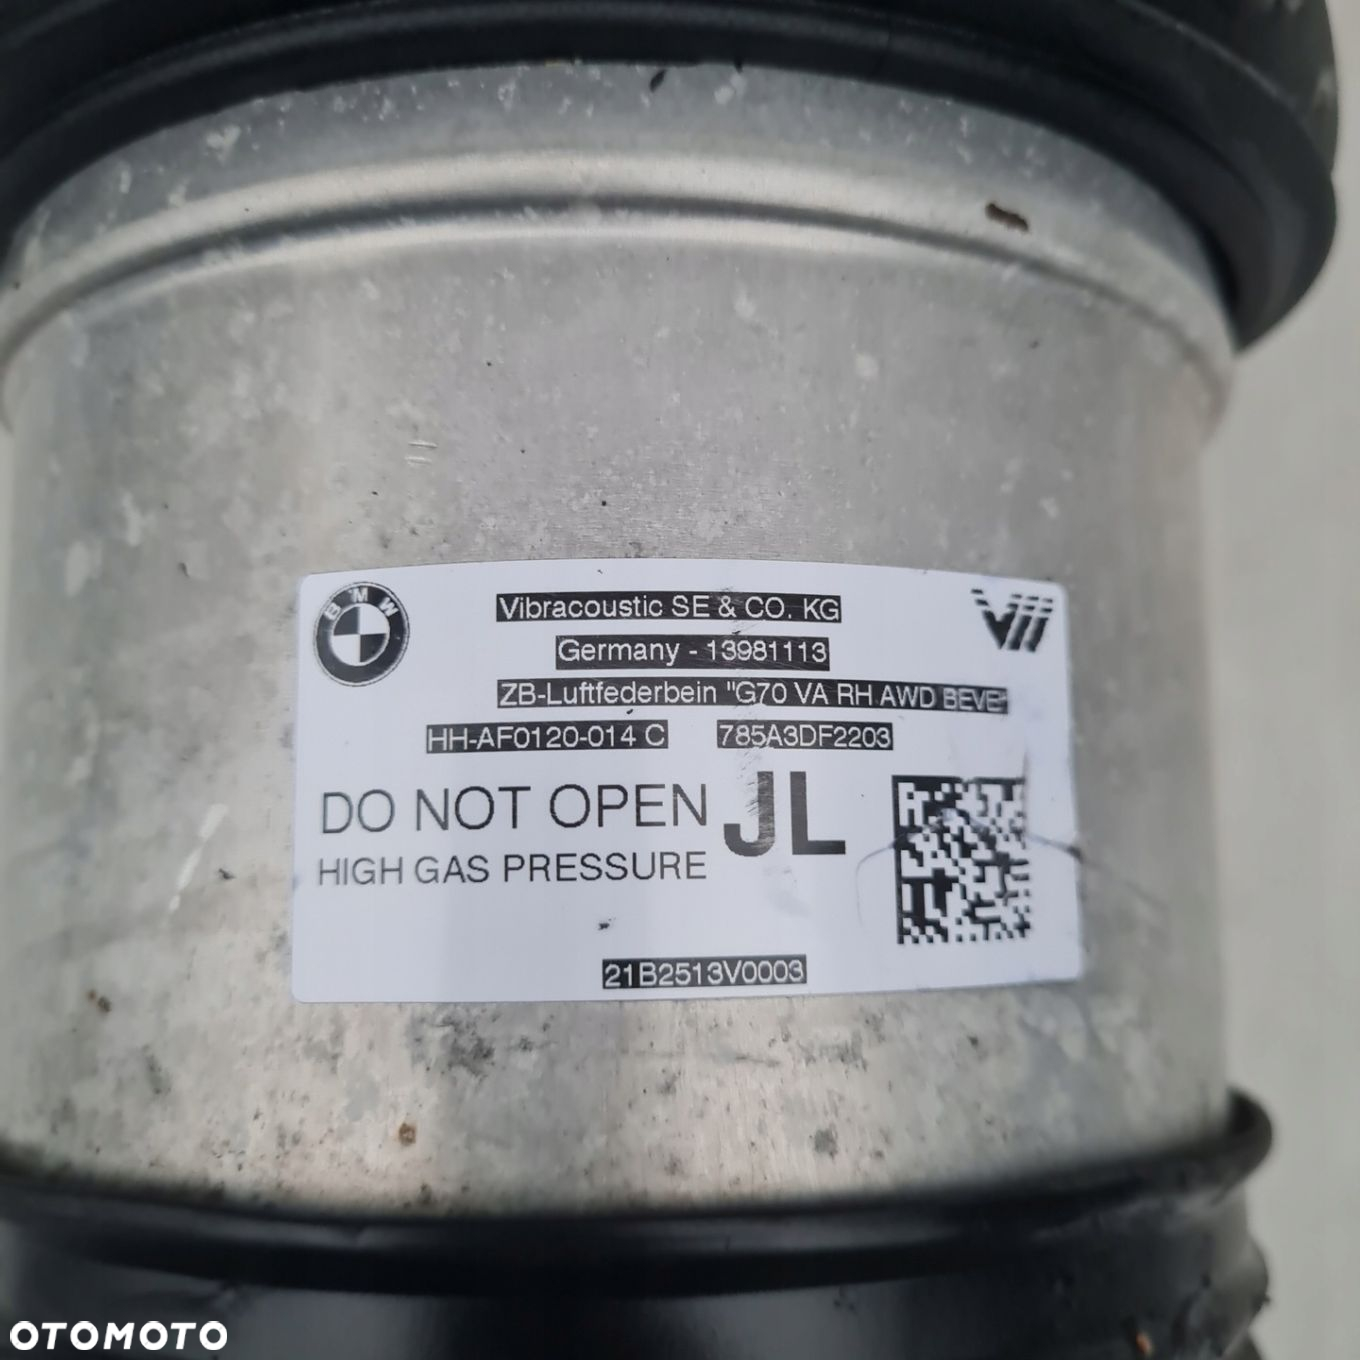 BMW
Vibracoustic SE & CO. KG
Germany - 13981113
ZB-Luftfederbein "G70 VA RH AWD BEVE"
HH-AF0120-014 C 785A3DF2203
DO NOT OPEN JL
HIGH GAS PRESSURE
21B2513V0003
OTOMOTO